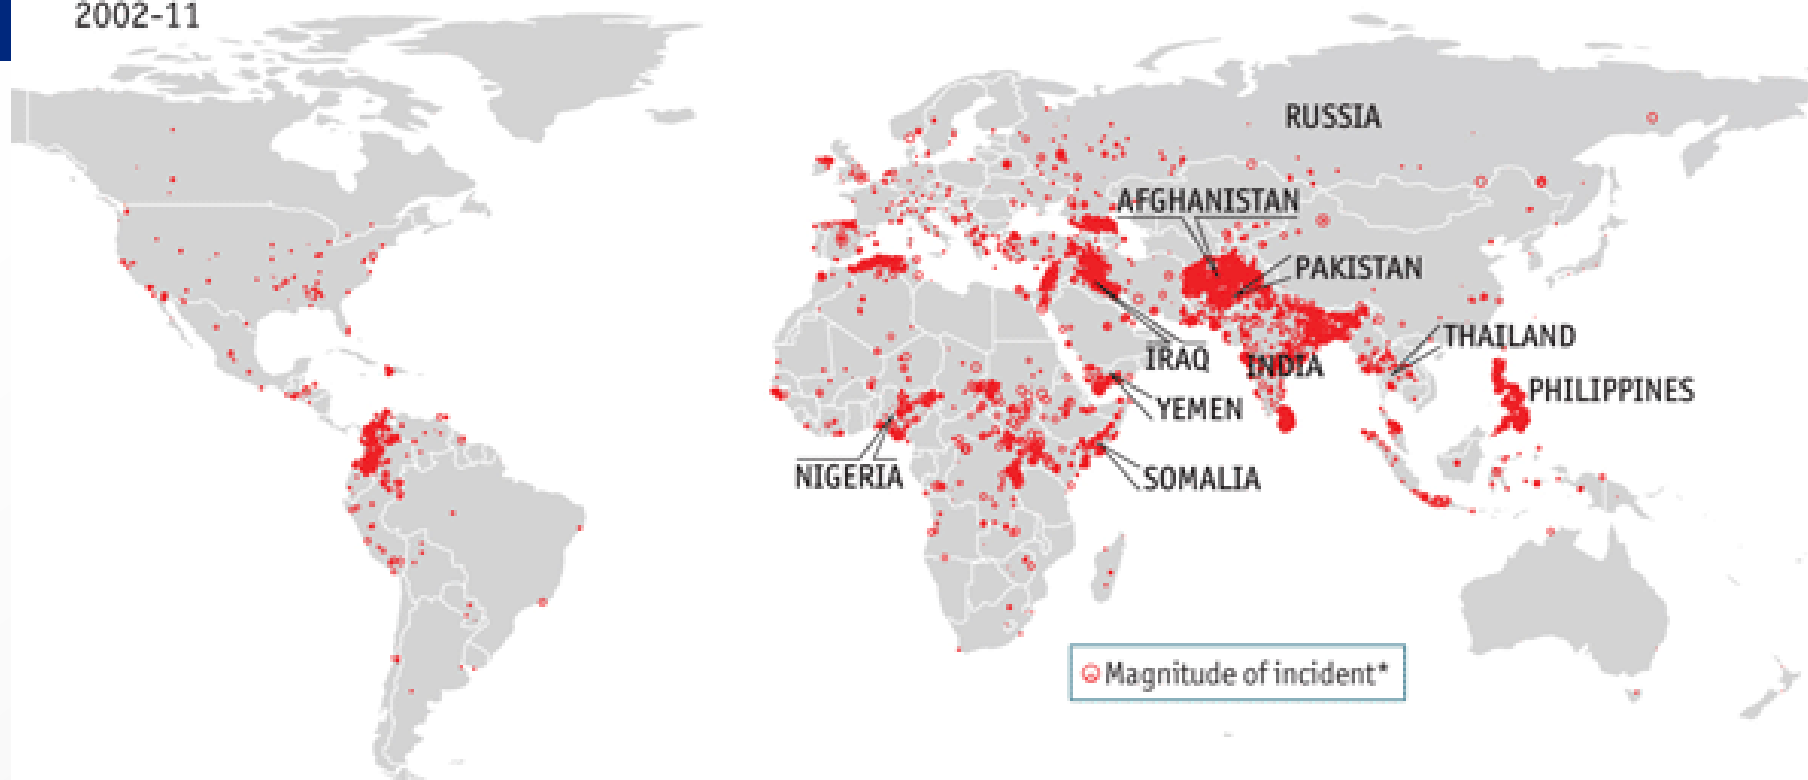 2002-11
RUSSIA
AFGHANISTAN
PAKISTAN
THAILAND
IRAQ
INDIA
PHILIPPINES
YEMEN
NIGERIA
SOMALIA
Magnitude of incident*